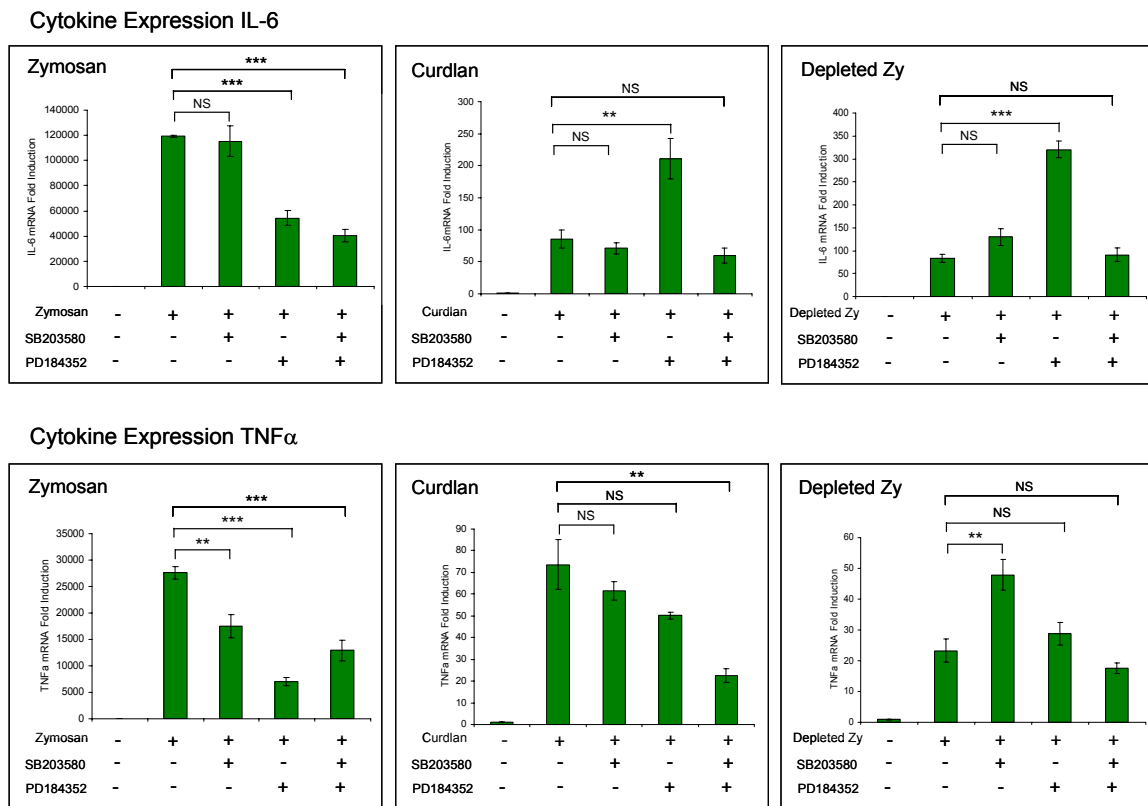 Cytokine Expression IL-6
Zymosan
***
***
NS
IL-6 mRNA Fold Induction
140000
120000
100000
80000
60000
40000
20000
0
Zymosan - + + + +
SB203580 - - + - +
PD184352 - - - + +
Curdlan
NS
**
NS
IL-6mRNA Fold Induction
300
250
200
150
100
50
0
Curdlan - + + + +
SB203580 - - + - +
PD184352 - - - + +
Depleted Zy
NS
***
NS
IL-6 mRNA Fold Induction
400
350
300
250
200
150
100
50
0
Depleted Zy - + + + +
SB203580 - - + - +
PD184352 - - - + +
Cytokine Expression TNFα
Zymosan
***
***
**
TNFa mRNA Fold Induction
35000
30000
25000
20000
15000
10000
5000
0
Zymosan - + + + +
SB203580 - - + - +
PD184352 - - - + +
Curdlan
**
NS
NS
TNFa mRNA Fold Induction
90
80
70
60
50
40
30
20
10
0
Curdlan - + + + +
SB203580 - - + - +
PD184352 - - - + +
Depleted Zy
NS
NS
**
TNFa mRNA Fold Induction
60
50
40
30
20
10
0
Depleted Zy - + + + +
SB203580 - - + - +
PD184352 - - - + +